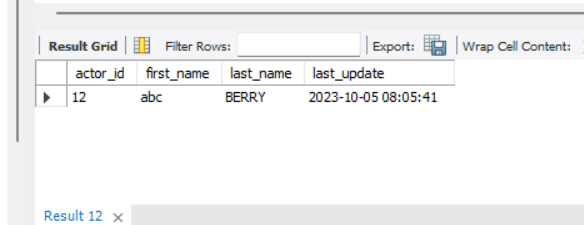 Result Grid Filter Rows: Export: Wrap Cell Content:
actor_id first_name last_name last_update
12 abc BERRY 2023-10-05 08:05:41
Result 12 ×